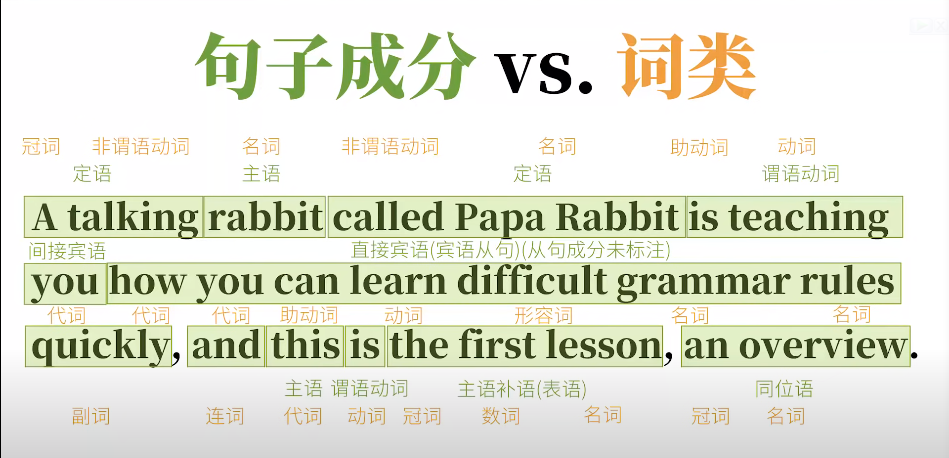 句子成分 vs. 词类
冠词 非谓语动词 名词 非谓语动词 名词 助动词 动词
定语 主语 定语 谓语动词
A talking rabbit called Papa Rabbit is teaching
间接宾语 直接宾语(宾语从句)(从句成分未标注)
you how you can learn difficult grammar rules
代词 代词 代词 助动词 动词 形容词 名词 名词
quickly, and this is the first lesson, an overview.
主语 谓语动词 主语补语(表语) 同位语
副词 连词 代词 动词 冠词 数词 名词 冠词 名词